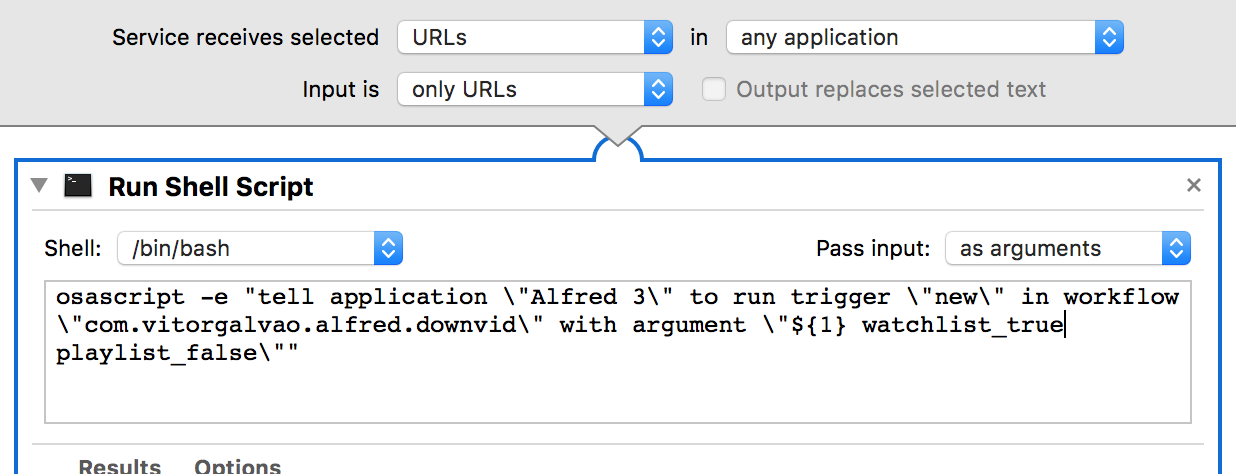 Service receives selected URLs in any application
Input is only URLs Output replaces selected text
Run Shell Script
Shell: /bin/bash Pass input: as arguments
osascript -e "tell application \"Alfred 3\" to run trigger \"new\" in workflow
\"com.vitorgalvao.alfred.downvid\" with argument \"${1} watchlist_true
playlist_false\""
Results Options